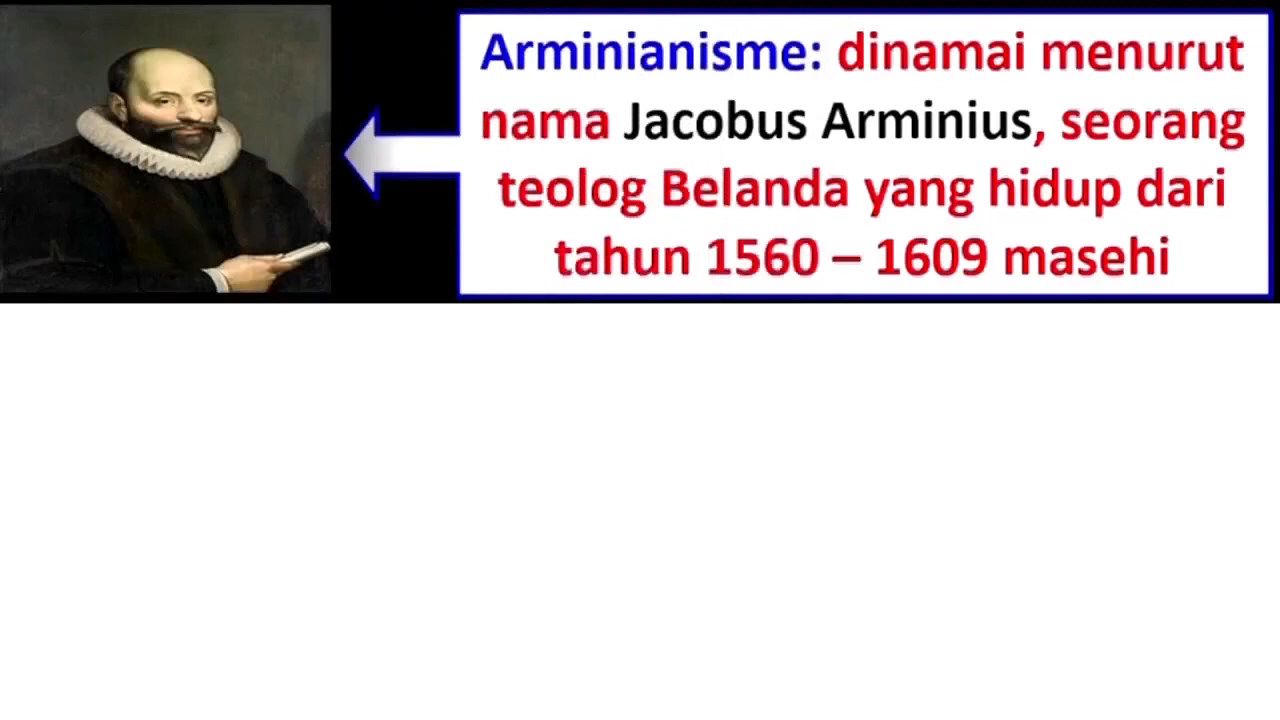 Arminianisme: dinamai menurut
nama Jacobus Arminius, seorang
teolog Belanda yang hidup dari
tahun 1560 – 1609 masehi